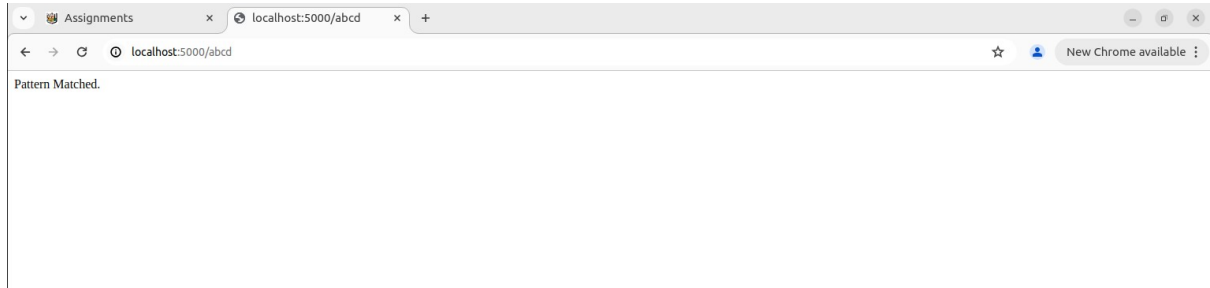 Assignments
localhost:5000/abcd
localhost:5000/abcd
New Chrome available
Pattern Matched.